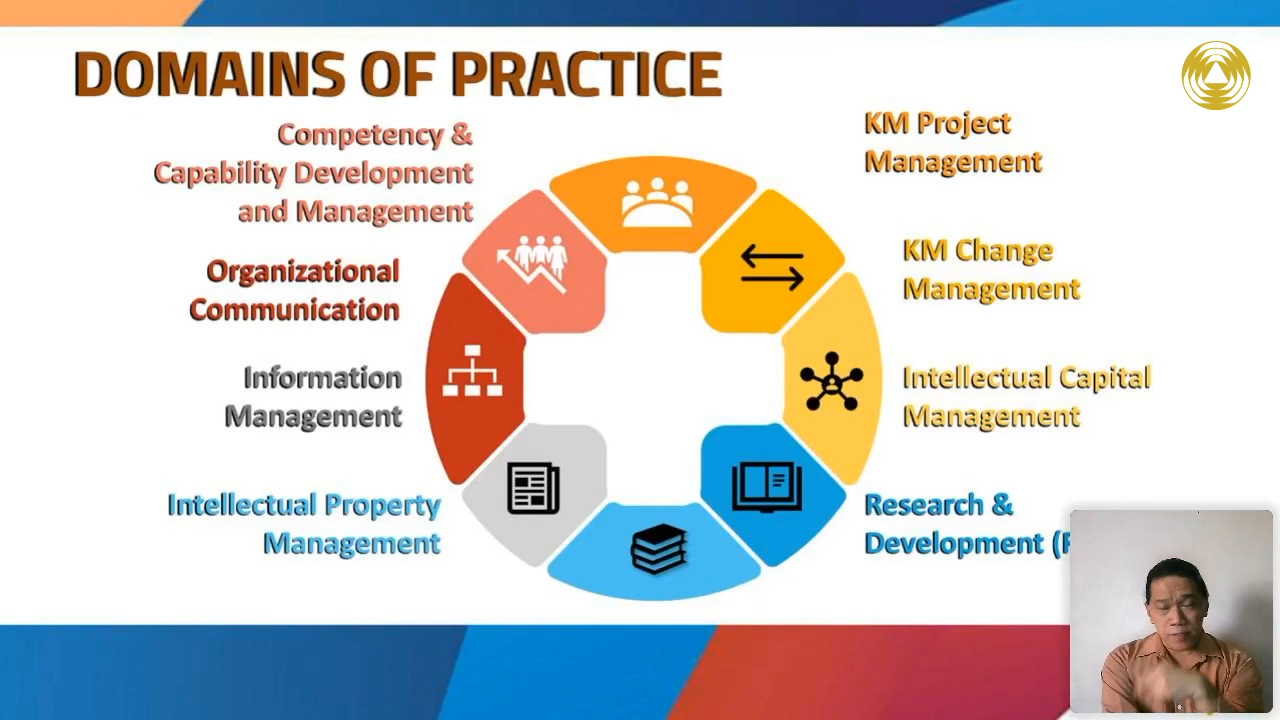 DOMAINS OF PRACTICE
Competency &
Capability Development
and Management
Organizational
Communication
Information
Management
Intellectual Property
Management
KM Project
Management
KM Change
Management
Intellectual Capital
Management
Research &
Development